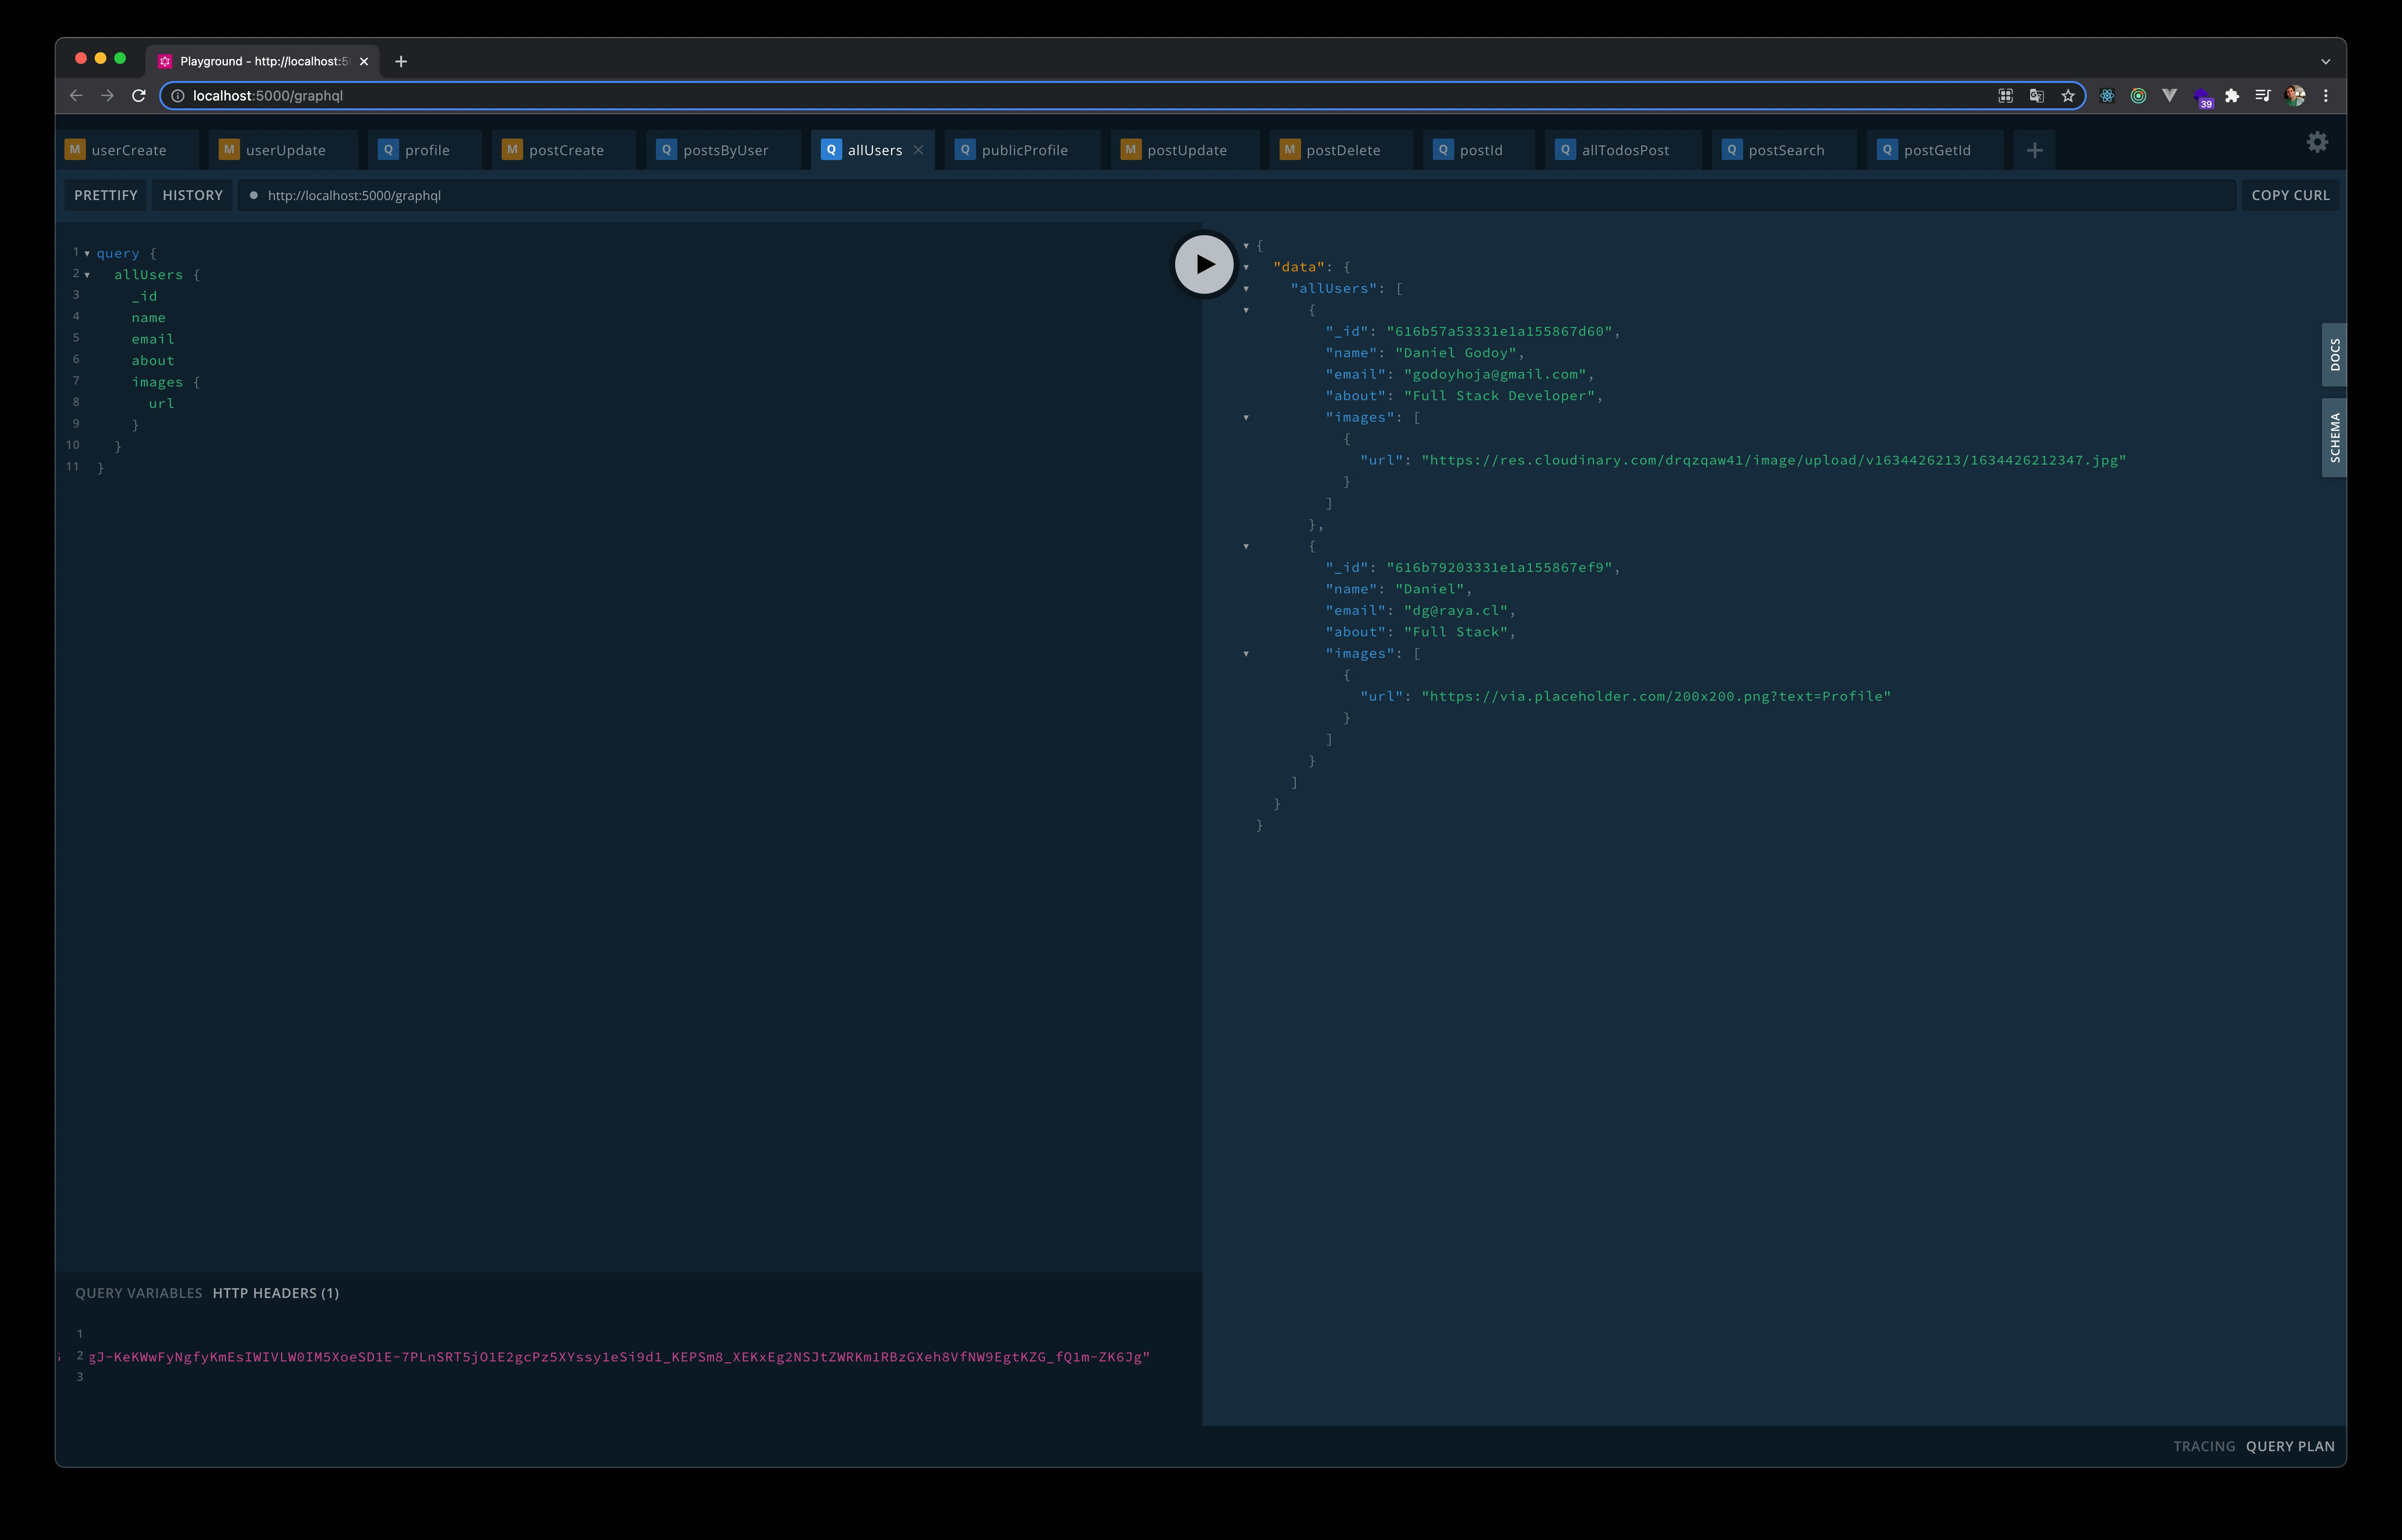 Playground - http://localhost:5
localhost:5000/graphql
39
M userCreate
M userUpdate
Q profile
M postCreate
Q postsByUser
Q allUsers
Q publicProfile
M postUpdate
M postDelete
Q postId
Q allTodosPost
Q postSearch
Q postGetId
PRETTIFY
HISTORY
http://localhost:5000/graphql
COPY CURL
1 query {
2 allUsers {
3 _id
4 name
5 email
6 about
7 images {
8 url
9 }
10 }
11 }
{
"data": {
"allUsers": [
{
"_id": "616b57a53331e1a155867d60",
"name": "Daniel Godoy",
"email": "godoyhoja@gmail.com",
"about": "Full Stack Developer",
"images": [
{
"url": "https://res.cloudinary.com/drqzqaw41/image/upload/v1634426213/1634426212347.jpg"
}
]
},
{
"_id": "616b79203331e1a155867ef9",
"name": "Daniel",
"email": "dg@raya.cl",
"about": "Full Stack",
"images": [
{
"url": "https://via.placeholder.com/200x200.png?text=Profile"
}
]
}
]
}
}
DOCS
SCHEMA
QUERY VARIABLES
HTTP HEADERS (1)
1
2 gJ-KeKWwFyNgfyKmEsIWIVLW0IM5XoeSD1E-7PLnSRT5jO1E2gcPz5XYssy1eSi9d1_KEPSm8_XEKxEg2NSJtZWRKm1RBzGXeh8VfNW9EgtKZG_fQ1m-ZK6Jg"
3
TRACING
QUERY PLAN